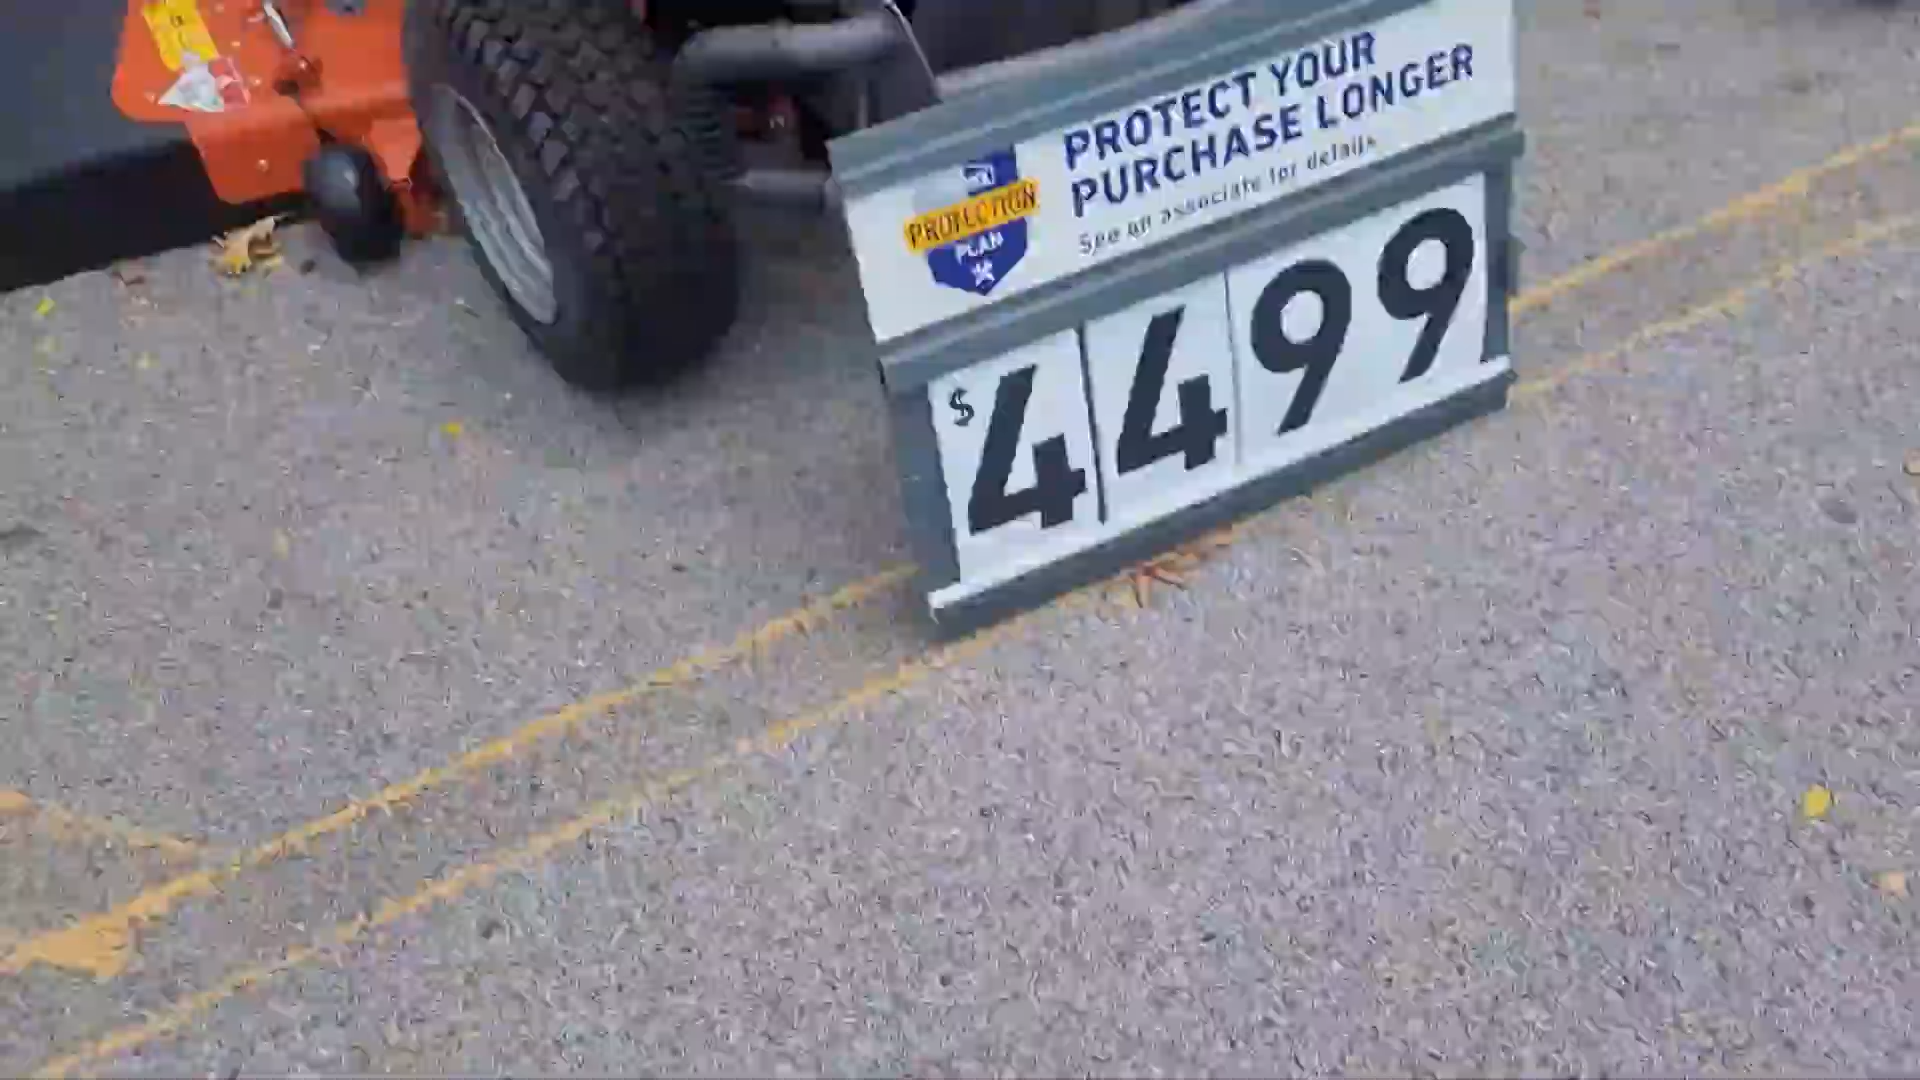 PROTECTION
PLAN
PROTECT YOUR
PURCHASE LONGER
See an associate for details
$4499